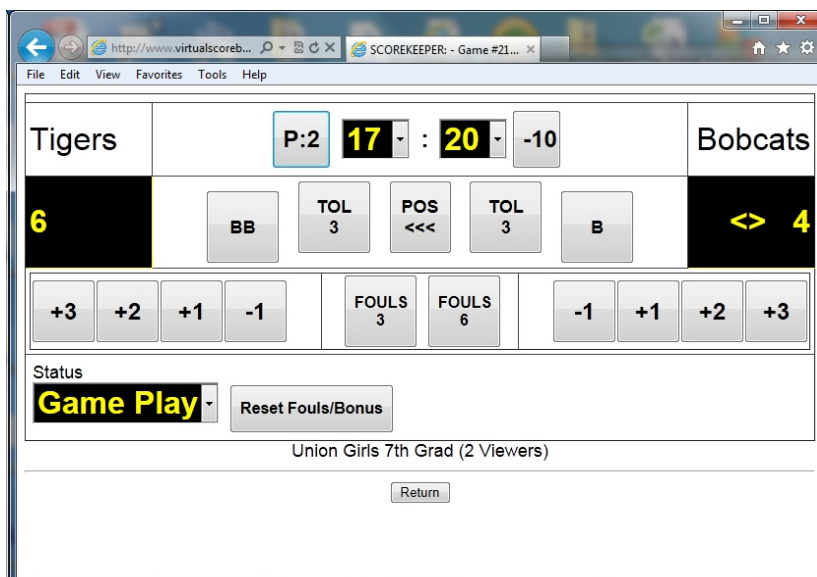 http://www.virtualscoreb...
SCOREKEEPER: - Game #21...
File Edit View Favorites Tools Help
Tigers P:2 17 : 20 -10 Bobcats
6 BB TOL 3 POS <<< TOL 3 B <> 4
+3 +2 +1 -1 FOULS 3 FOULS 6 -1 +1 +2 +3
Status
Game Play Reset Fouls/Bonus
Union Girls 7th Grad (2 Viewers)
Return